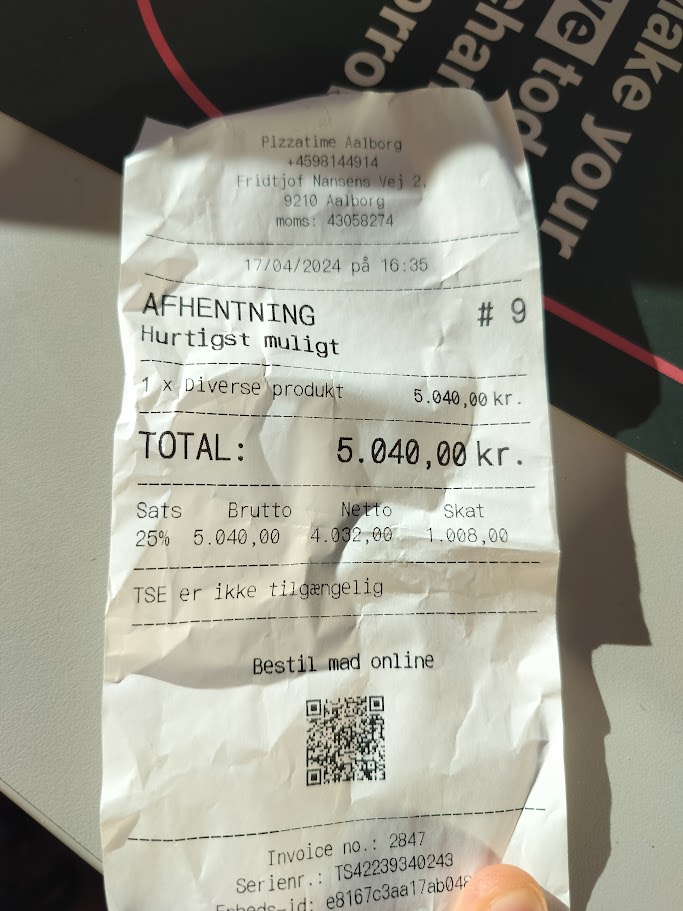 Make your
ve tod
char
orro
Pizzatime Aalborg
+4598144914
Fridtjof Nansens Vej 2,
9210 Aalborg
moms: 43058274
17/04/2024 på 16:35
AFHENTNING # 9
Hurtigst muligt
1 x Diverse produkt 5.040,00 kr.
TOTAL: 5.040,00 kr.
Sats Brutto Netto Skat
25% 5.040,00 4.032,00 1.008,00
TSE er ikke tilgængelig
Bestil mad online
Invoice no.: 2847
Serienr.: TS42239340243
Enheds-id: e8167c3aa17ab048